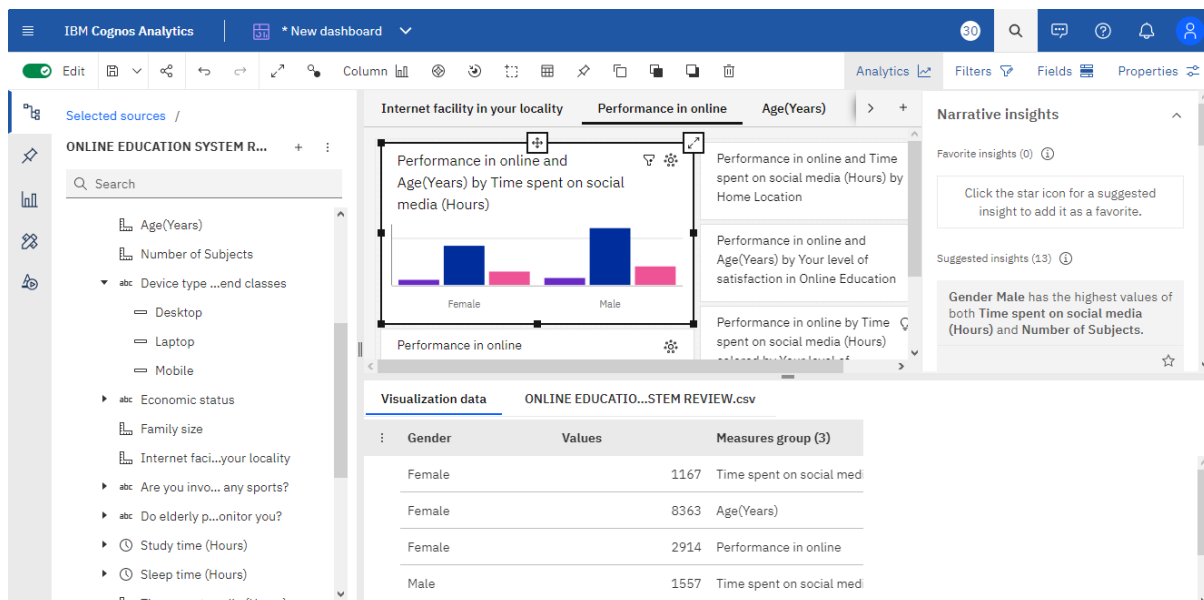 IBM Cognos Analytics
* New dashboard
30
Edit
Column
Analytics
Filters
Fields
Properties
Selected sources /
ONLINE EDUCATION SYSTEM R...
Search
Age(Years)
Number of Subjects
abc Device type ...end classes
Desktop
Laptop
Mobile
abc Economic status
Family size
Internet faci...your locality
abc Are you invo... any sports?
abc Do elderly p...onitor you?
Study time (Hours)
Sleep time (Hours)
Internet facility in your locality
Performance in online
Age(Years)
Performance in online and
Age(Years) by Time spent on social
media (Hours)
Female
Male
Performance in online
Performance in online and Time
spent on social media (Hours) by
Home Location
Performance in online and
Age(Years) by Your level of
satisfaction in Online Education
Performance in online by Time
spent on social media (Hours)
colored by Your level of
Narrative insights
Favorite insights (0)
Click the star icon for a suggested
insight to add it as a favorite.
Suggested insights (13)
Gender Male has the highest values of
both Time spent on social media
(Hours) and Number of Subjects.
Visualization data
ONLINE EDUCATIO...STEM REVIEW.csv
Gender Values Measures group (3)
Female 1167 Time spent on social medi
Female 8363 Age(Years)
Female 2914 Performance in online
Male 1557 Time spent on social medi